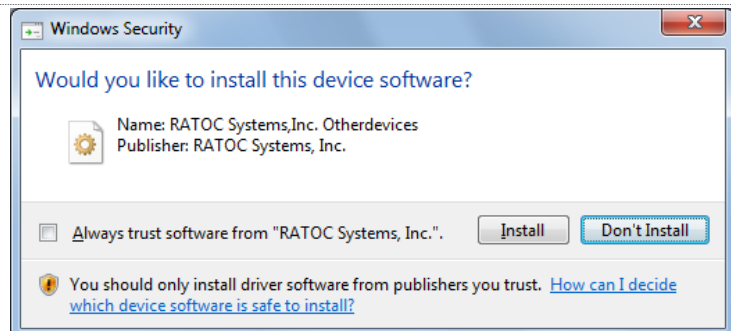 Windows Security
Would you like to install this device software?
Name: RATOC Systems,Inc. Otherdevices
Publisher: RATOC Systems, Inc.
Always trust software from "RATOC Systems, Inc.".
Install
Don't Install
You should only install driver software from publishers you trust. How can I decide
which device software is safe to install?